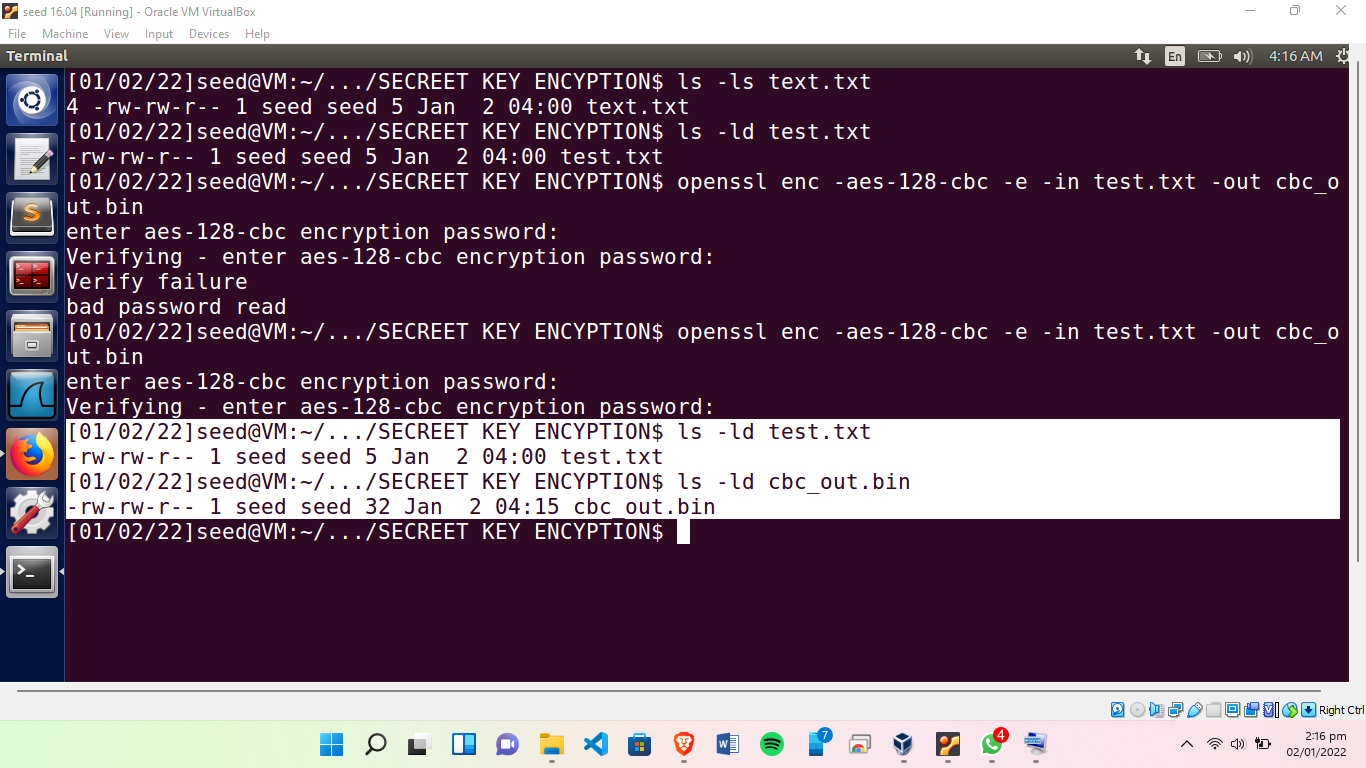 seed 16.04 [Running] - Oracle VM VirtualBox
File Machine View Input Devices Help
Terminal En 4:16 AM
[01/02/22]seed@VM:~/.../SECREET KEY ENCYPTION$ ls -ls text.txt
4 -rw-rw-r-- 1 seed seed 5 Jan  2 04:00 text.txt
[01/02/22]seed@VM:~/.../SECREET KEY ENCYPTION$ ls -ld test.txt
-rw-rw-r-- 1 seed seed 5 Jan  2 04:00 test.txt
[01/02/22]seed@VM:~/.../SECREET KEY ENCYPTION$ openssl enc -aes-128-cbc -e -in test.txt -out cbc_o
ut.bin
enter aes-128-cbc encryption password:
Verifying - enter aes-128-cbc encryption password:
Verify failure
bad password read
[01/02/22]seed@VM:~/.../SECREET KEY ENCYPTION$ openssl enc -aes-128-cbc -e -in test.txt -out cbc_o
ut.bin
enter aes-128-cbc encryption password:
Verifying - enter aes-128-cbc encryption password:
[01/02/22]seed@VM:~/.../SECREET KEY ENCYPTION$ ls -ld test.txt
-rw-rw-r-- 1 seed seed 5 Jan  2 04:00 test.txt
[01/02/22]seed@VM:~/.../SECREET KEY ENCYPTION$ ls -ld cbc_out.bin
-rw-rw-r-- 1 seed seed 32 Jan  2 04:15 cbc_out.bin
[01/02/22]seed@VM:~/.../SECREET KEY ENCYPTION$
Right Ctrl
7
4
2:16 pm
02/01/2022